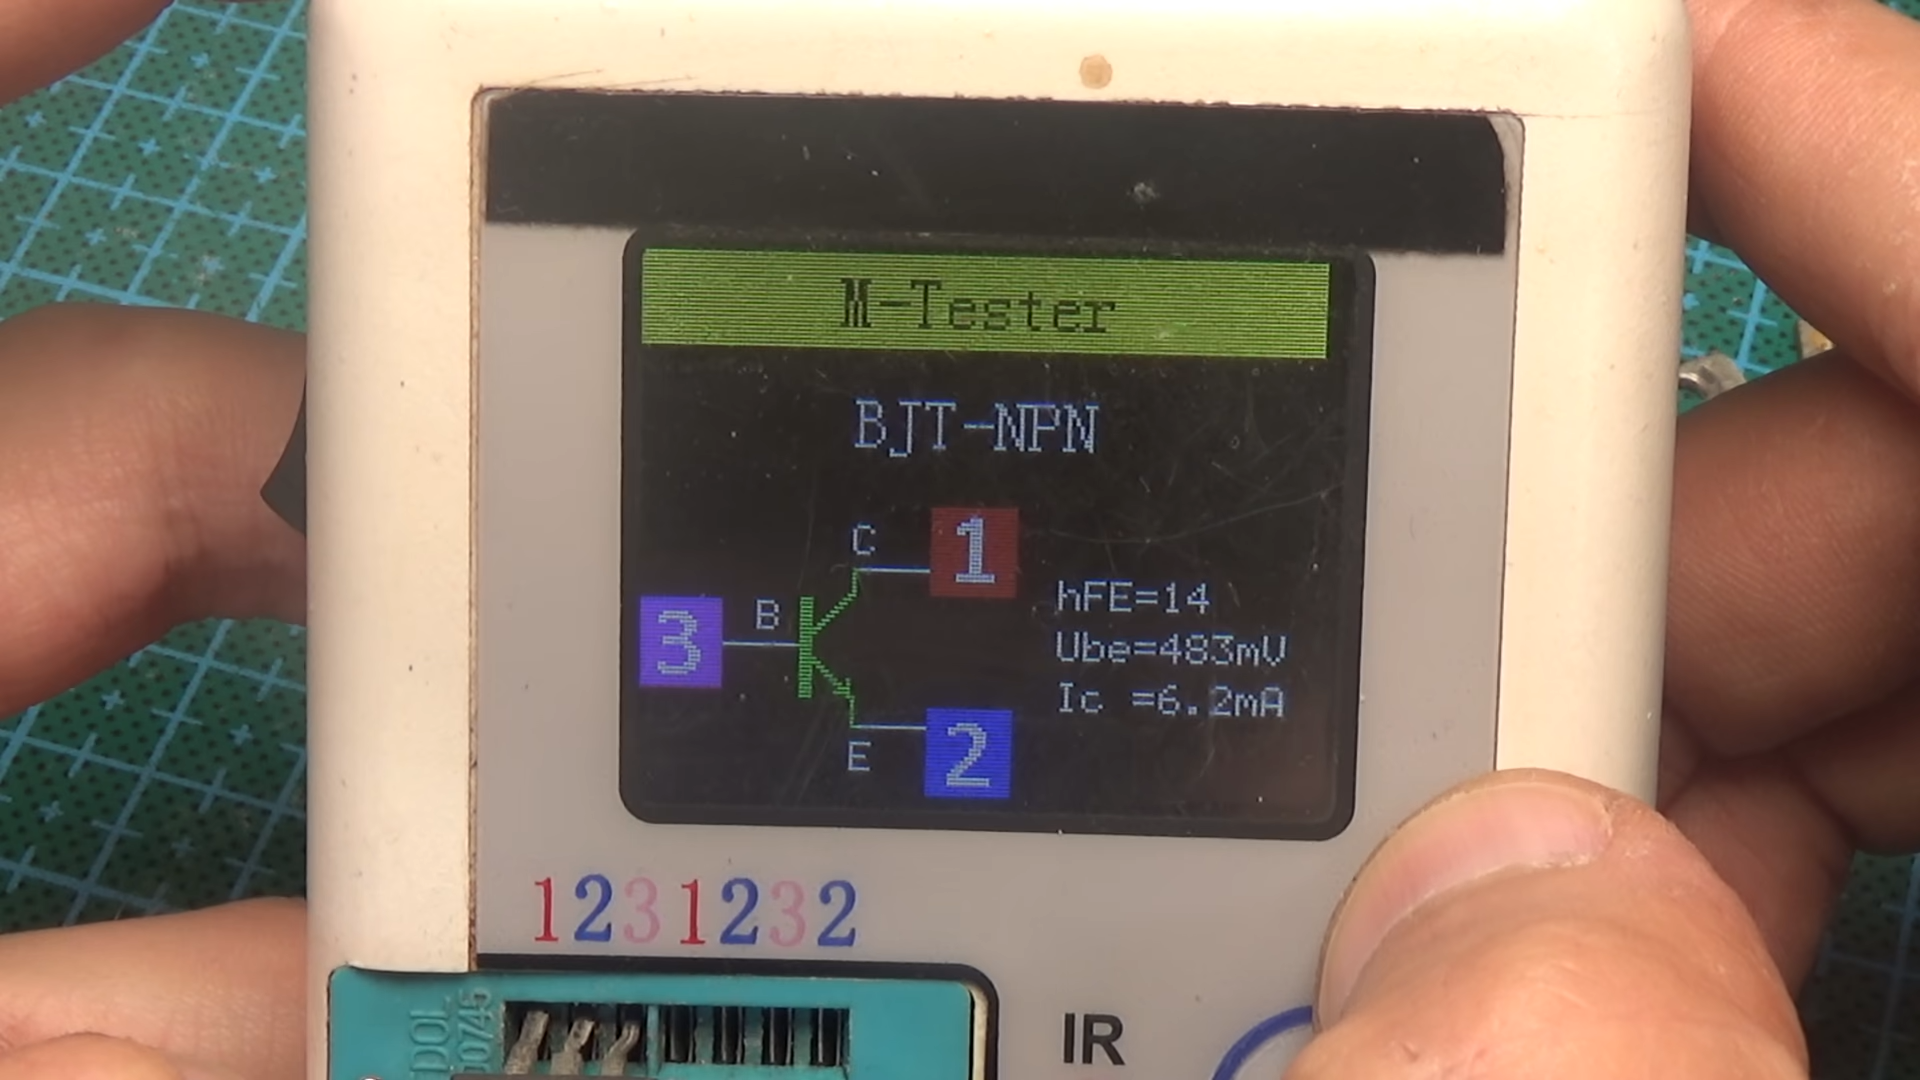 M-Tester
BJT-NPN
C
1
hFE=14
B
3
Ube=483mV
Ic =6.2mA
E
2
1231232
IR